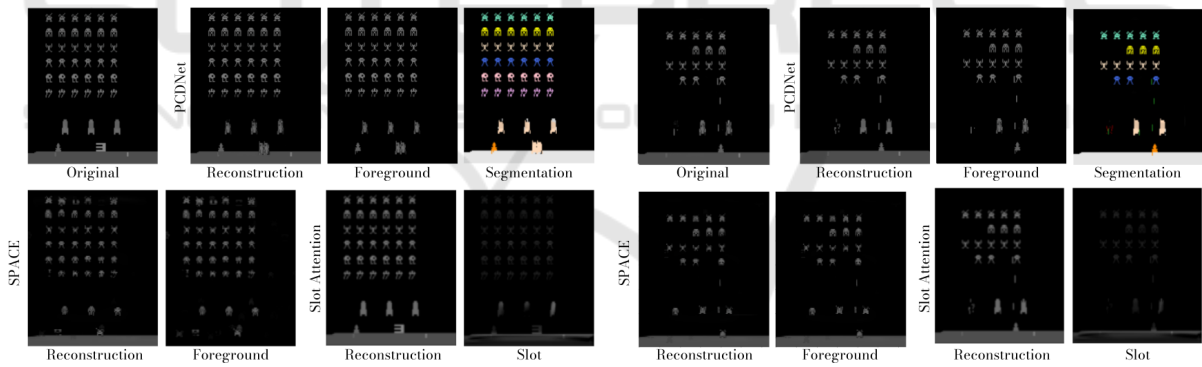 PCDNet
Original
Reconstruction
Foreground
Segmentation
PCDNet
Original
Reconstruction
Foreground
Segmentation
SPACE
Reconstruction
Foreground
Slot Attention
Reconstruction
Slot
SPACE
Reconstruction
Foreground
Slot Attention
Reconstruction
Slot